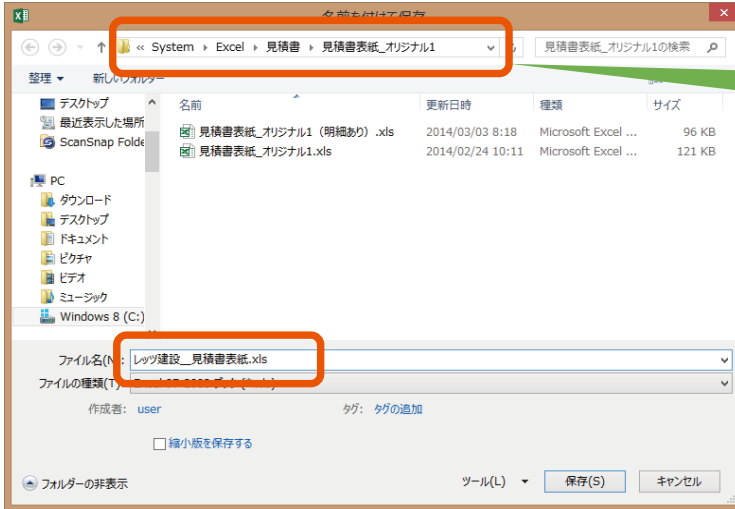 名前を付けて保存
« System › Excel › 見積書 › 見積書表紙_オリジナル1
見積書表紙_オリジナル1の検索
整理
新しいフォルダー
デスクトップ
最近表示した場所
ScanSnap Folde
PC
ダウンロード
デスクトップ
ドキュメント
ピクチャ
ビデオ
ミュージック
Windows 8 (C:)
名前 更新日時 種類 サイズ
見積書表紙_オリジナル1（明細あり）.xls 2014/03/03 8:18 Microsoft Excel ... 96 KB
見積書表紙_オリジナル1.xls 2014/02/24 10:11 Microsoft Excel ... 121 KB
ファイル名(N): レッツ建設__見積書表紙.xls
ファイルの種類(T):
作成者: user タグ: タグの追加
縮小版を保存する
フォルダーの非表示 ツール(L) 保存(S) キャンセル